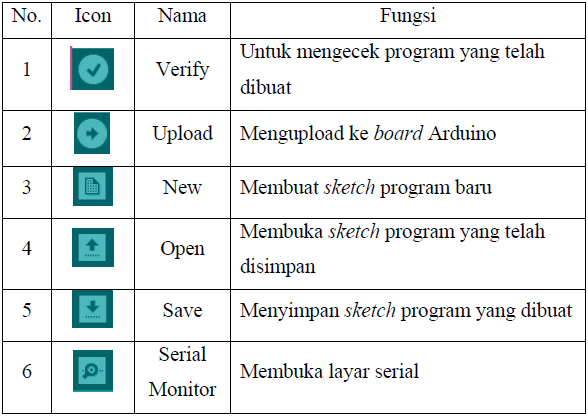 No. Icon Nama Fungsi
1 Verify Untuk mengecek program yang telah
dibuat
2 Upload Mengupload ke board Arduino
3 New Membuat sketch program baru
4 Open Membuka sketch program yang telah
disimpan
5 Save Menyimpan sketch program yang dibuat
6 Serial
Monitor Membuka layar serial